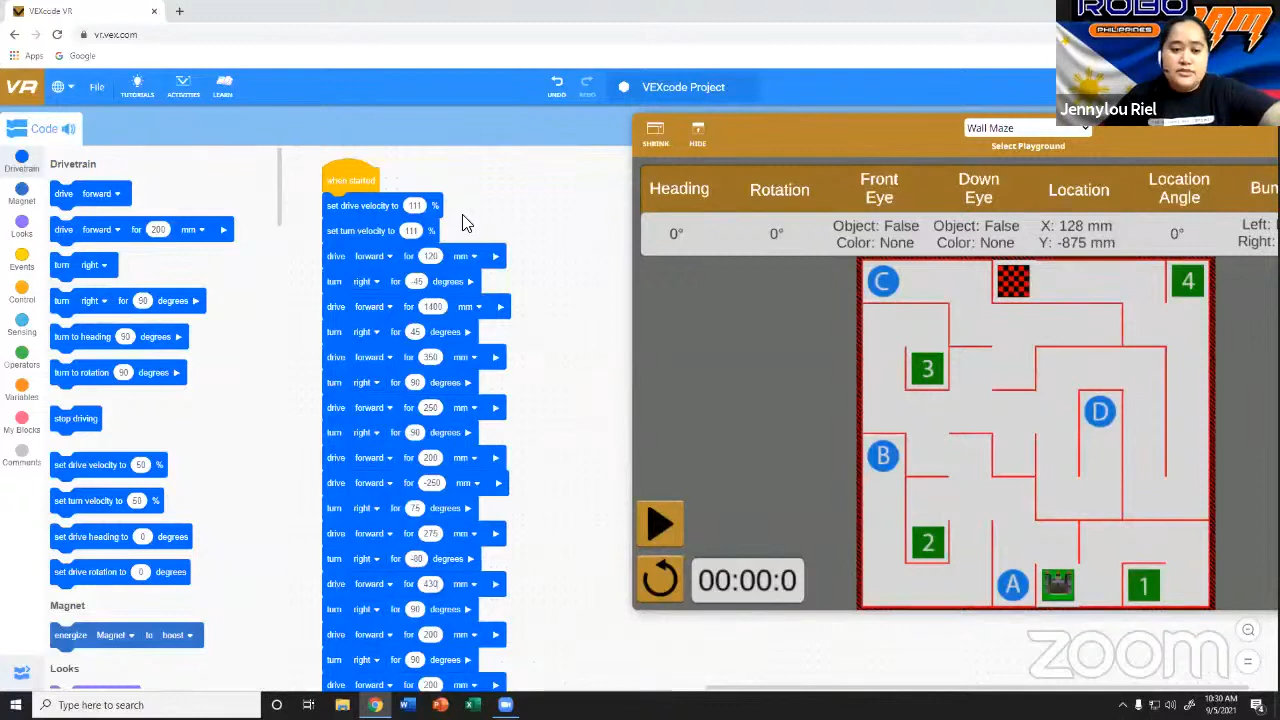 VEXcode VR
vr.vex.com
Apps
Google
VR
File
TUTORIALS
ACTIVITIES
LEARN
UNDO
REDO
VEXcode Project
ROBO
PHILIPPINES
Jennylou Riel
Code
Drivetrain
Magnet
Looks
Events
Control
Sensing
Operators
Variables
My Blocks
Comments
Drivetrain
drive forward
drive forward for 200 mm
turn right
turn right for 90 degrees
turn to heading 90 degrees
turn to rotation 90 degrees
stop driving
set drive velocity to 50 %
set turn velocity to 50 %
set drive heading to 0 degrees
set drive rotation to 0 degrees
Magnet
energize Magnet to boost
Looks
when started
set drive velocity to 111 %
set turn velocity to 111 %
drive forward for 120 mm
turn right for -45 degrees
drive forward for 1400 mm
turn right for 45 degrees
drive forward for 350 mm
turn right for 90 degrees
drive forward for 250 mm
turn right for 90 degrees
drive forward for 200 mm
drive forward for -250 mm
turn right for 75 degrees
drive forward for 275 mm
turn right for -80 degrees
drive forward for 430 mm
turn right for 90 degrees
drive forward for 200 mm
turn right for 90 degrees
drive forward for 200 mm
SHRINK
HIDE
Wall Maze
Select Playground
Heading
Rotation
Front Eye
Down Eye
Location
Location Angle
Bum
0°
0°
Object: False
Color: None
Object: False
Color: None
X: 128 mm
Y: -875 mm
0°
Left:
Right:
C
4
3
D
B
2
A
1
00:00:0
zoom
Type here to search
10:30 AM
9/5/2021